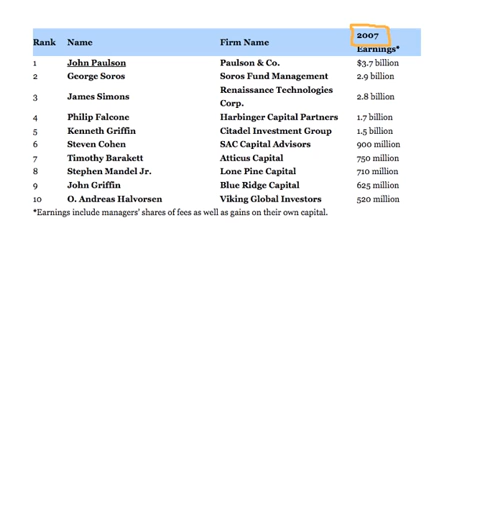 Rank Name Firm Name 2007 Earnings*
1 John Paulson Paulson & Co. $3.7 billion
2 George Soros Soros Fund Management 2.9 billion
3 James Simons Renaissance Technologies Corp. 2.8 billion
4 Philip Falcone Harbinger Capital Partners 1.7 billion
5 Kenneth Griffin Citadel Investment Group 1.5 billion
6 Steven Cohen SAC Capital Advisors 900 million
7 Timothy Barakett Atticus Capital 750 million
8 Stephen Mandel Jr. Lone Pine Capital 710 million
9 John Griffin Blue Ridge Capital 625 million
10 O. Andreas Halvorsen Viking Global Investors 520 million
*Earnings include managers' shares of fees as well as gains on their own capital.